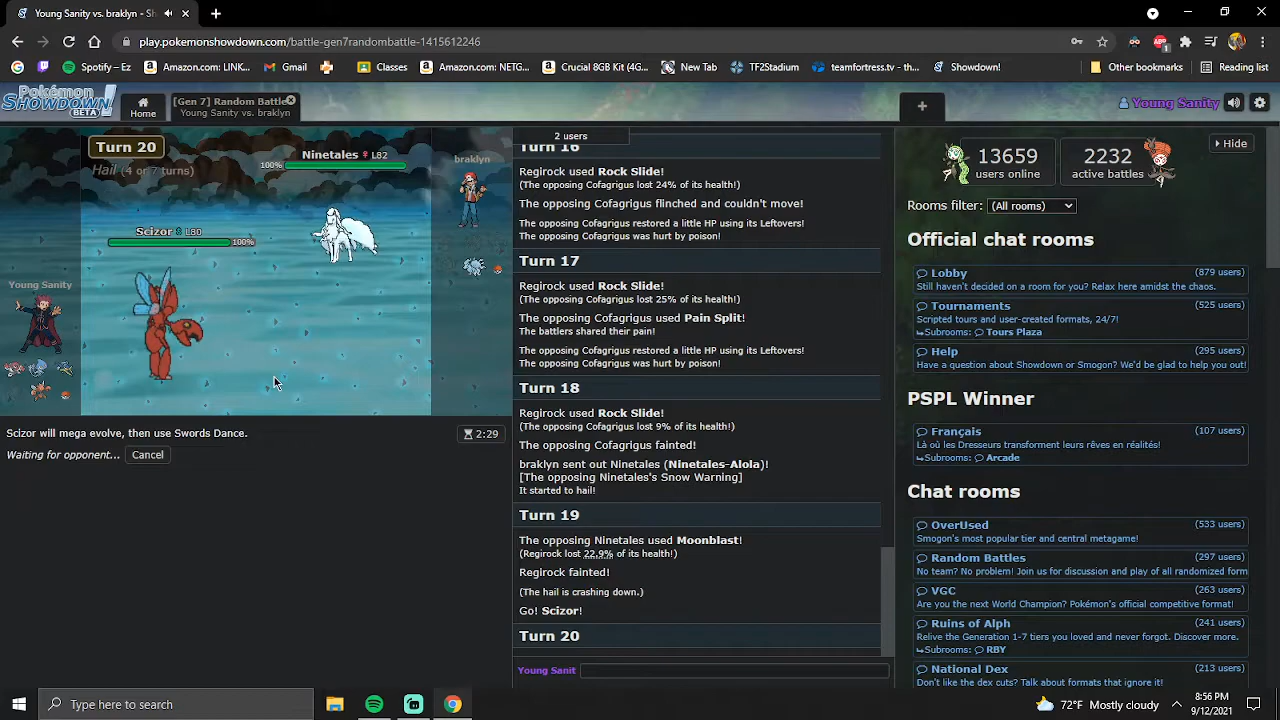 Young Sanity vs. braklyn - Sh
play.pokemonshowdown.com/battle-gen7randombattle-1415612246
Spotify - Ez
Amazon.com: LINK...
Gmail
Classes
Amazon.com: NETG...
Crucial 8GB Kit (4G...
New Tab
TF2Stadium
teamfortress.tv — th...
Showdown!
Other bookmarks
Reading list
Pokémon
Showdown!
BETA
Home
[Gen 7] Random Battle
Young Sanity vs. braklyn
+
Young Sanity
Turn 20
Hail (4 or 7 turns)
Ninetales ♀ L82
100%
braklyn
Scizor ♂ L80
100%
Young Sanity
Scizor will mega evolve, then use Swords Dance.
2:29
Waiting for opponent...
Cancel
2 users
Turn 16
Regirock used Rock Slide!
(The opposing Cofagrigus lost 24% of its health!)
The opposing Cofagrigus flinched and couldn't move!
The opposing Cofagrigus restored a little HP using its Leftovers!
The opposing Cofagrigus was hurt by poison!
Turn 17
Regirock used Rock Slide!
(The opposing Cofagrigus lost 25% of its health!)
The opposing Cofagrigus used Pain Split!
The battlers shared their pain!
The opposing Cofagrigus restored a little HP using its Leftovers!
The opposing Cofagrigus was hurt by poison!
Turn 18
Regirock used Rock Slide!
(The opposing Cofagrigus lost 9% of its health!)
The opposing Cofagrigus fainted!
braklyn sent out Ninetales (Ninetales-Alola)!
[The opposing Ninetales's Snow Warning]
It started to hail!
Turn 19
The opposing Ninetales used Moonblast!
(Regirock lost 22.9% of its health!)
Regirock fainted!
(The hail is crashing down.)
Go! Scizor!
Turn 20
Young Sanit
13659
users online
2232
active battles
Hide
Rooms filter:
(All rooms)
Official chat rooms
Lobby
(879 users)
Still haven't decided on a room for you? Relax here amidst the chaos.
Tournaments
(525 users)
Scripted tours and user-created formats, 24/7!
Subrooms: Tours Plaza
Help
(295 users)
Have a question about Showdown or Smogon? We'd be glad to help you out!
PSPL Winner
Français
(107 users)
Là où les Dresseurs transforment leurs rêves en réalités!
Subrooms: Arcade
Chat rooms
OverUsed
(533 users)
Smogon's most popular tier and central metagame!
Random Battles
(297 users)
No team? No problem! Join us for discussion and play of all randomized form
VGC
(263 users)
Are you the next World Champion? Pokémon's official competitive format!
Ruins of Alph
(241 users)
Relive the Generation 1-7 tiers you loved and never forgot. Discover more.
Subrooms: RBY
National Dex
(213 users)
Don't like the dex cuts? Talk about formats that ignore it!
Type here to search
72°F Mostly cloudy
8:56 PM
9/12/2021